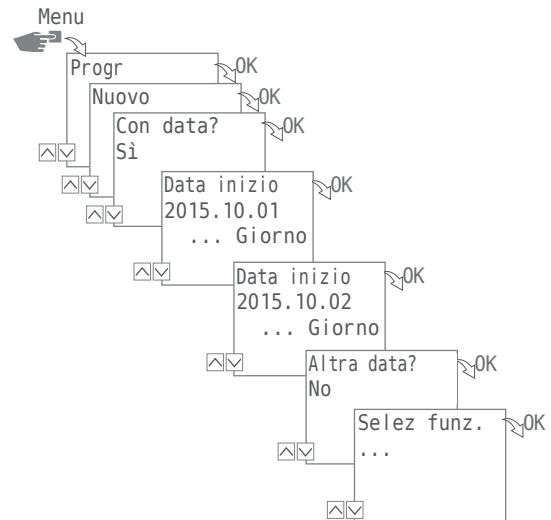 Menu
Progr
OK
Nuovo
OK
Con data?
OK
Sì
Data inizio
OK
2015.10.01
... Giorno
Data inizio
OK
2015.10.02
... Giorno
Altra data?
OK
No
Selez funz.
OK
...